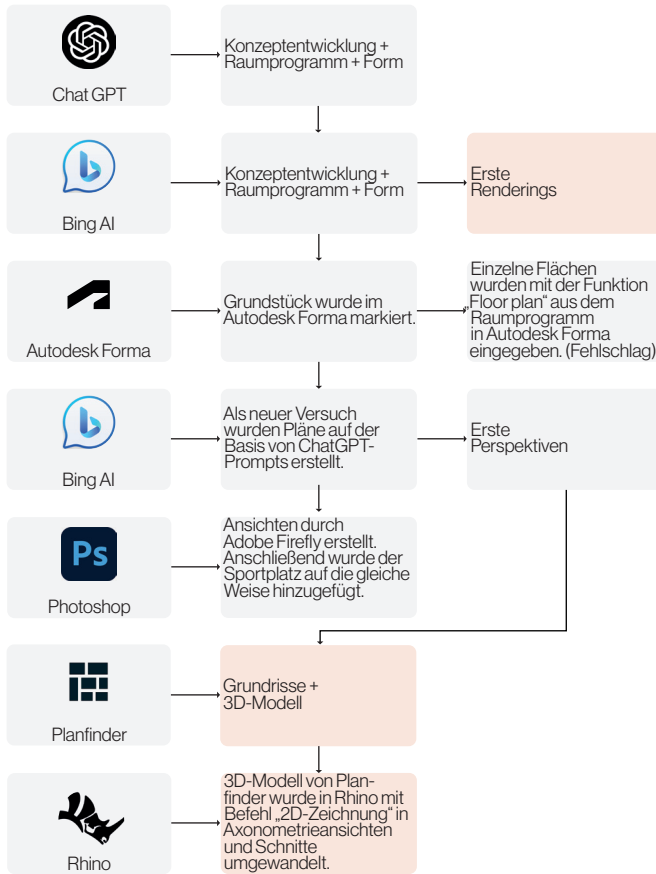 Chat GPT
Konzeptentwicklung +
Raumprogramm + Form
Bing AI
Konzeptentwicklung +
Raumprogramm + Form
Erste
Renderings
Autodesk Forma
Grundstück wurde im
Autodesk Forma markiert.
Einzelne Flächen
wurden mit der Funktion
„Floor plan“ aus dem
Raumprogramm
in Autodesk Forma
eingegeben. (Fehlschlag)
Bing AI
Als neuer Versuch
wurden Pläne auf der
Basis von ChatGPT-
Prompts erstellt.
Erste
Perspektiven
Ps
Photoshop
Ansichten durch
Adobe Firefly erstellt.
Anschließend wurde der
Sportplatz auf die gleiche
Weise hinzugefügt.
Planfinder
Grundrisse +
3D-Modell
Rhino
3D-Modell von Plan-
finder wurde in Rhino mit
Befehl „2D-Zeichnung“ in
Axonometrieansichten
und Schnitte
umgewandelt.